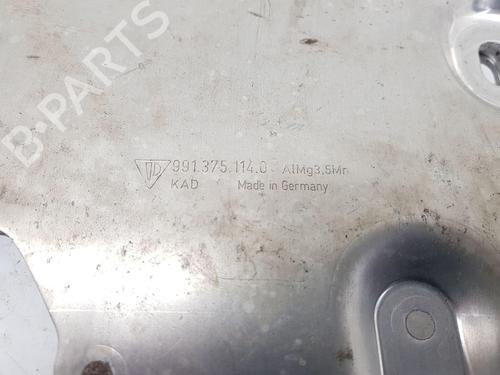 991.375.114.0 AlMg3,5Mn
KAD Made in Germany
B-PARTS